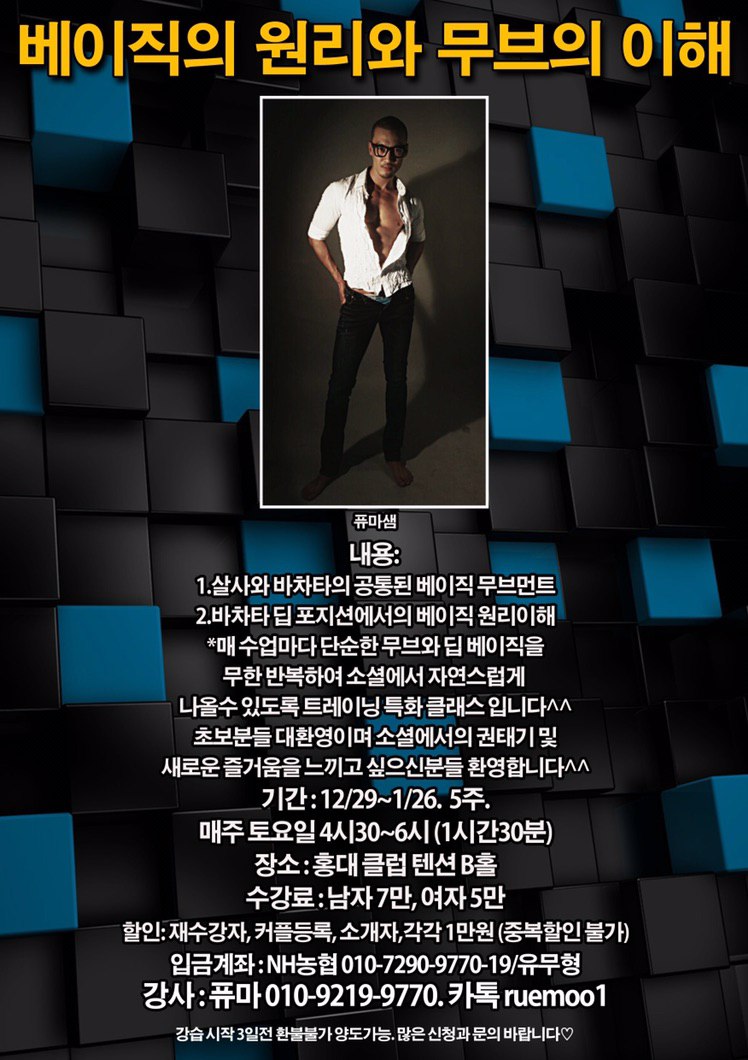 베이직의 원리와 무브의 이해
퓨마샘
내용:
1.살사와 바차타의 공통된 베이직 무브먼트
2.바차타 딥 포지션에서의 베이직 원리이해
*매 수업마다 단순한 무브와 딥 베이직을
무한 반복하여 소셜에서 자연스럽게
나올수 있도록 트레이닝 특화 클래스 입니다^^
초보분들 대환영이며 소셜에서의 권태기 및
새로운 즐거움을 느끼고 싶으신분들 환영합니다^^
기간 : 12/29~1/26. 5주.
매주 토요일 4시30~6시 (1시간30분)
장소 : 홍대 클럽 텐션 B홀
수강료 : 남자 7만, 여자 5만
할인: 재수강자, 커플등록, 소개자,각각 1만원 (중복할인 불가)
입금계좌 : NH농협 010-7290-9770-19/유무형
강사 : 퓨마 010-9219-9770. 카톡 ruemoo1
강습 시작 3일전 환불불가 양도가능. 많은 신청과 문의 바랍니다♡